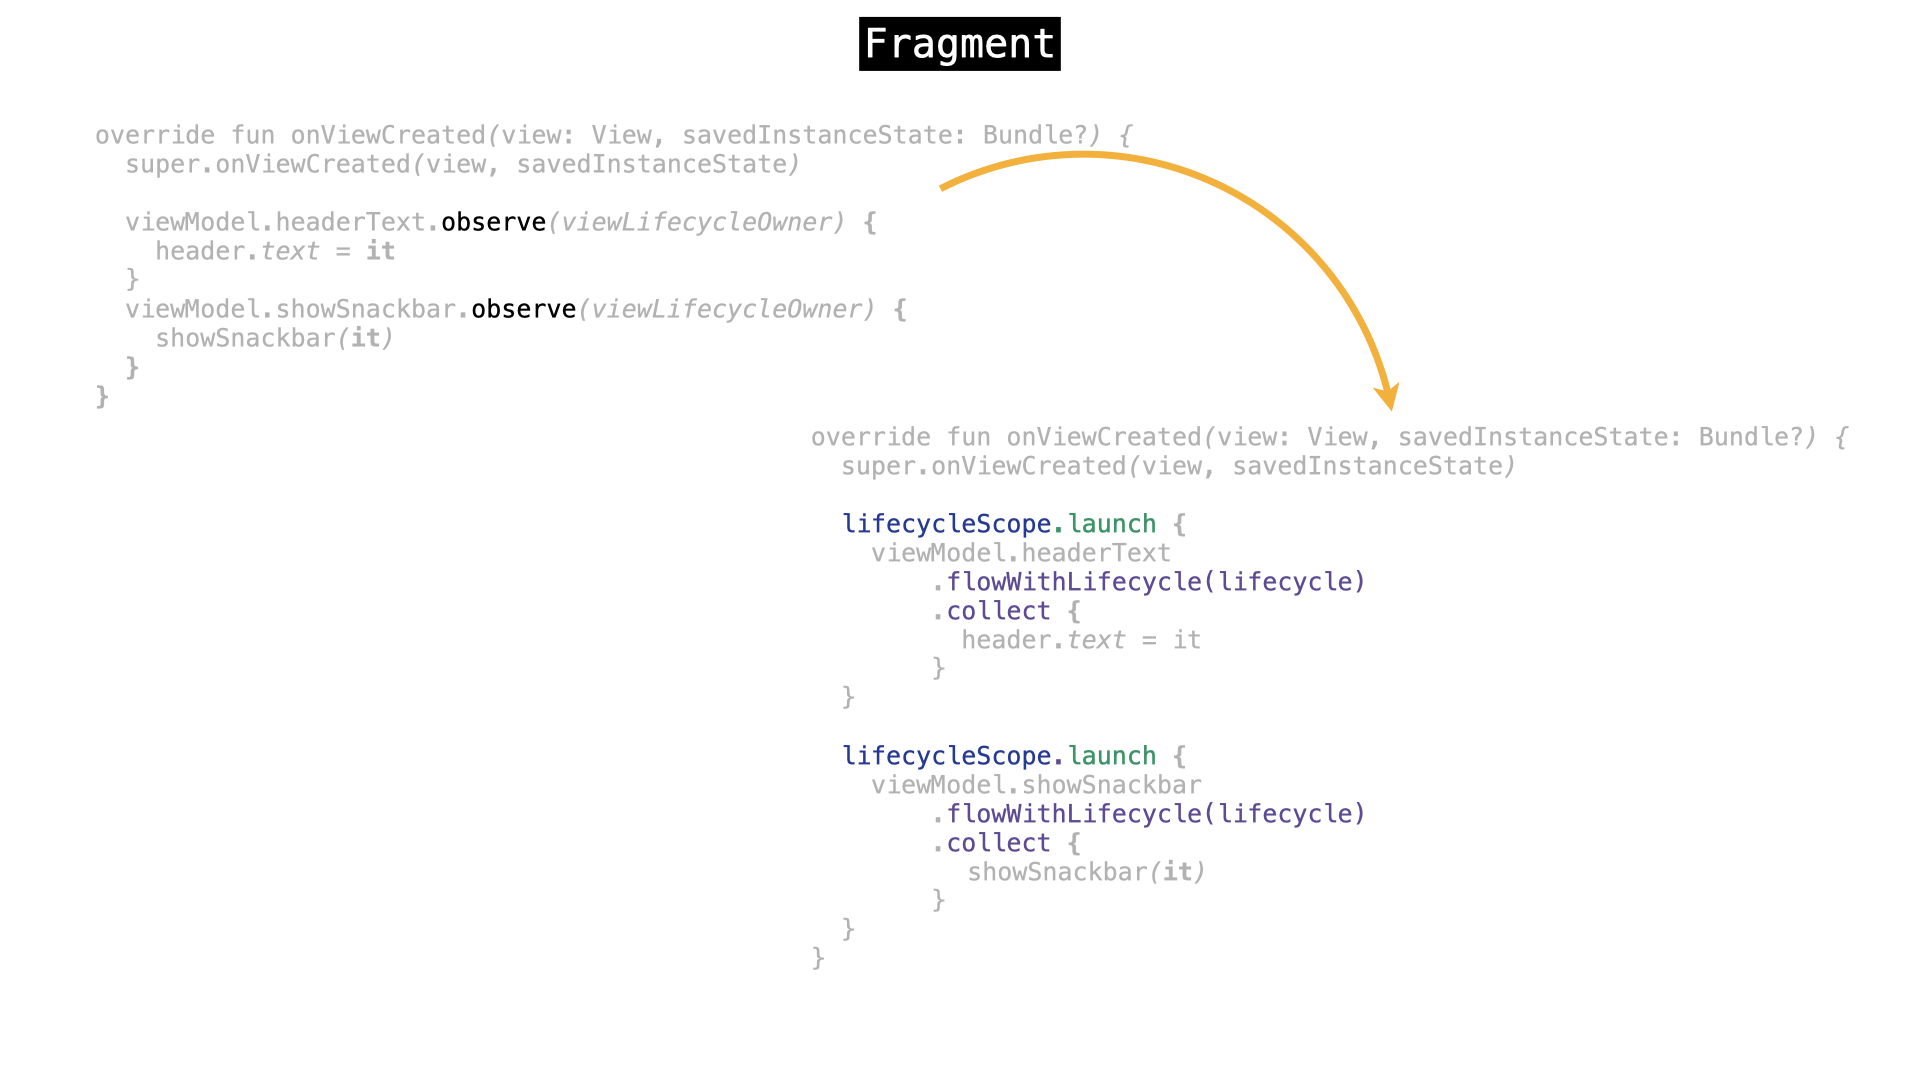 Fragment
override fun onViewCreated(view: View, savedInstanceState: Bundle?) {
  super.onViewCreated(view, savedInstanceState)

  viewModel.headerText.observe(viewLifecycleOwner) {
    header.text = it
  }
  viewModel.showSnackbar.observe(viewLifecycleOwner) {
    showSnackbar(it)
  }
}
override fun onViewCreated(view: View, savedInstanceState: Bundle?) {
  super.onViewCreated(view, savedInstanceState)

  lifecycleScope.launch {
    viewModel.headerText
        .flowWithLifecycle(lifecycle)
        .collect {
          header.text = it
        }
  }

  lifecycleScope.launch {
    viewModel.showSnackbar
        .flowWithLifecycle(lifecycle)
        .collect {
          showSnackbar(it)
        }
  }
}